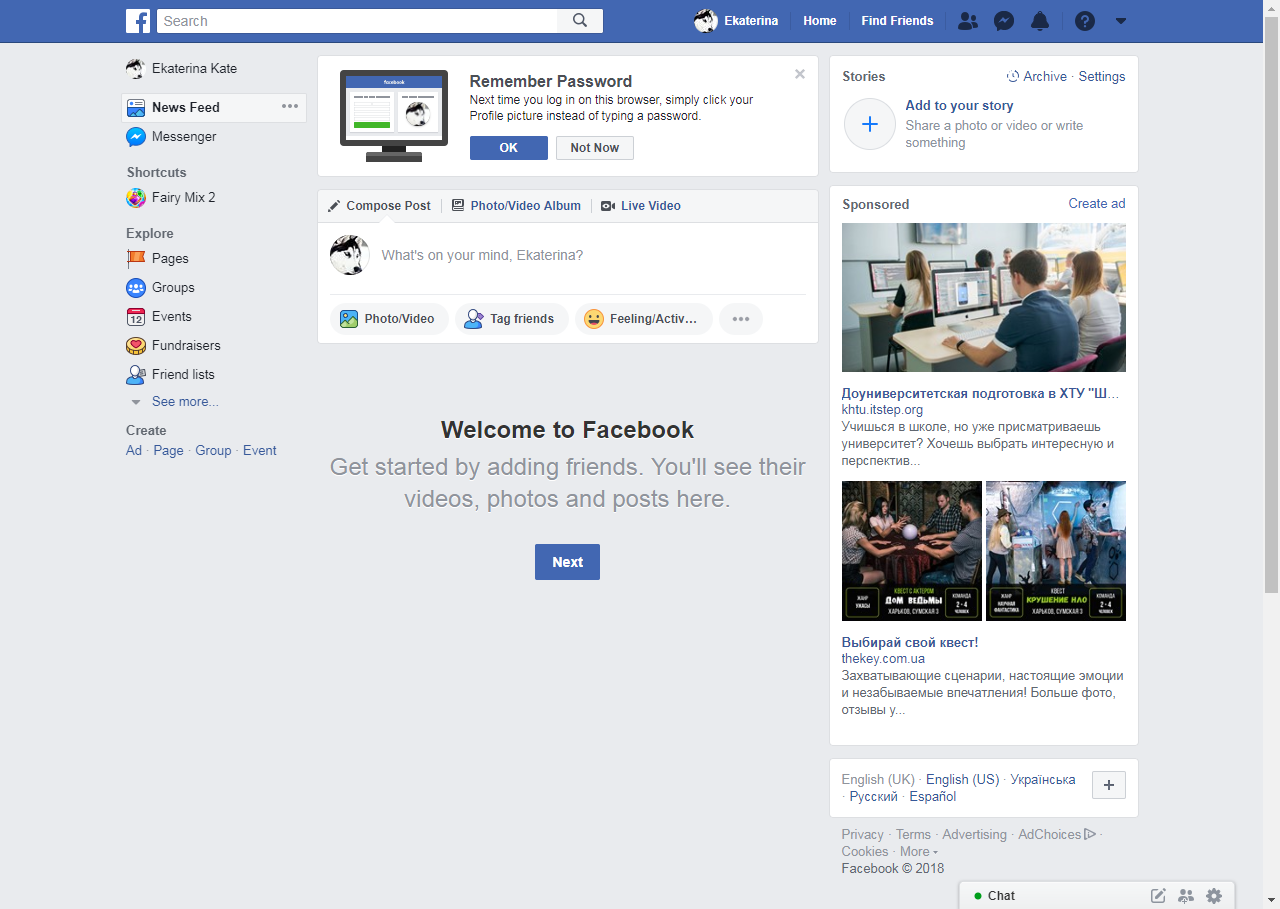 f
Search
Ekaterina
Home
Find Friends
Ekaterina Kate
News Feed
Messenger
Shortcuts
Fairy Mix 2
Explore
Pages
Groups
12
Events
Fundraisers
Friend lists
See more...
Create
Ad · Page · Group · Event
facebook
Remember Password
Next time you log in on this browser, simply click your
Profile picture instead of typing a password.
OK
Not Now
Compose Post
Photo/Video Album
Live Video
What's on your mind, Ekaterina?
Photo/Video
Tag friends
Feeling/Activ...
Welcome to Facebook
Get started by adding friends. You'll see their
videos, photos and posts here.
Next
Stories
Archive · Settings
Add to your story
Share a photo or video or write
something
Sponsored
Create ad
Доуниверситетская подготовка в ХТУ "Ш...
khtu.itstep.org
Учишься в школе, но уже присматриваешь
университет? Хочешь выбрать интересную и
перспектив...
ЖАНР
УЖАСЫ
КВЕСТ С АКТЕРОМ
ДОМ ВЕДЬМЫ
ХАРЬКОВ, СУМСКАЯ 3
КОМАНДА
2 - 4
ЧЕЛОВЕК
ЖАНР
НАУЧНАЯ
ФАНТАСТИКА
КВЕСТ
КРУШЕНИЕ НЛО
ХАРЬКОВ, СУМСКАЯ 3
КОМАНДА
2 - 4
ЧЕЛОВЕК
Выбирай свой квест!
thekey.com.ua
Захватывающие сценарии, настоящие эмоции
и незабываемые впечатления! Больше фото,
отзывы у...
English (UK) · English (US) · Українська
· Русский · Español
Privacy · Terms · Advertising · AdChoices ·
Cookies · More
Facebook © 2018
Chat